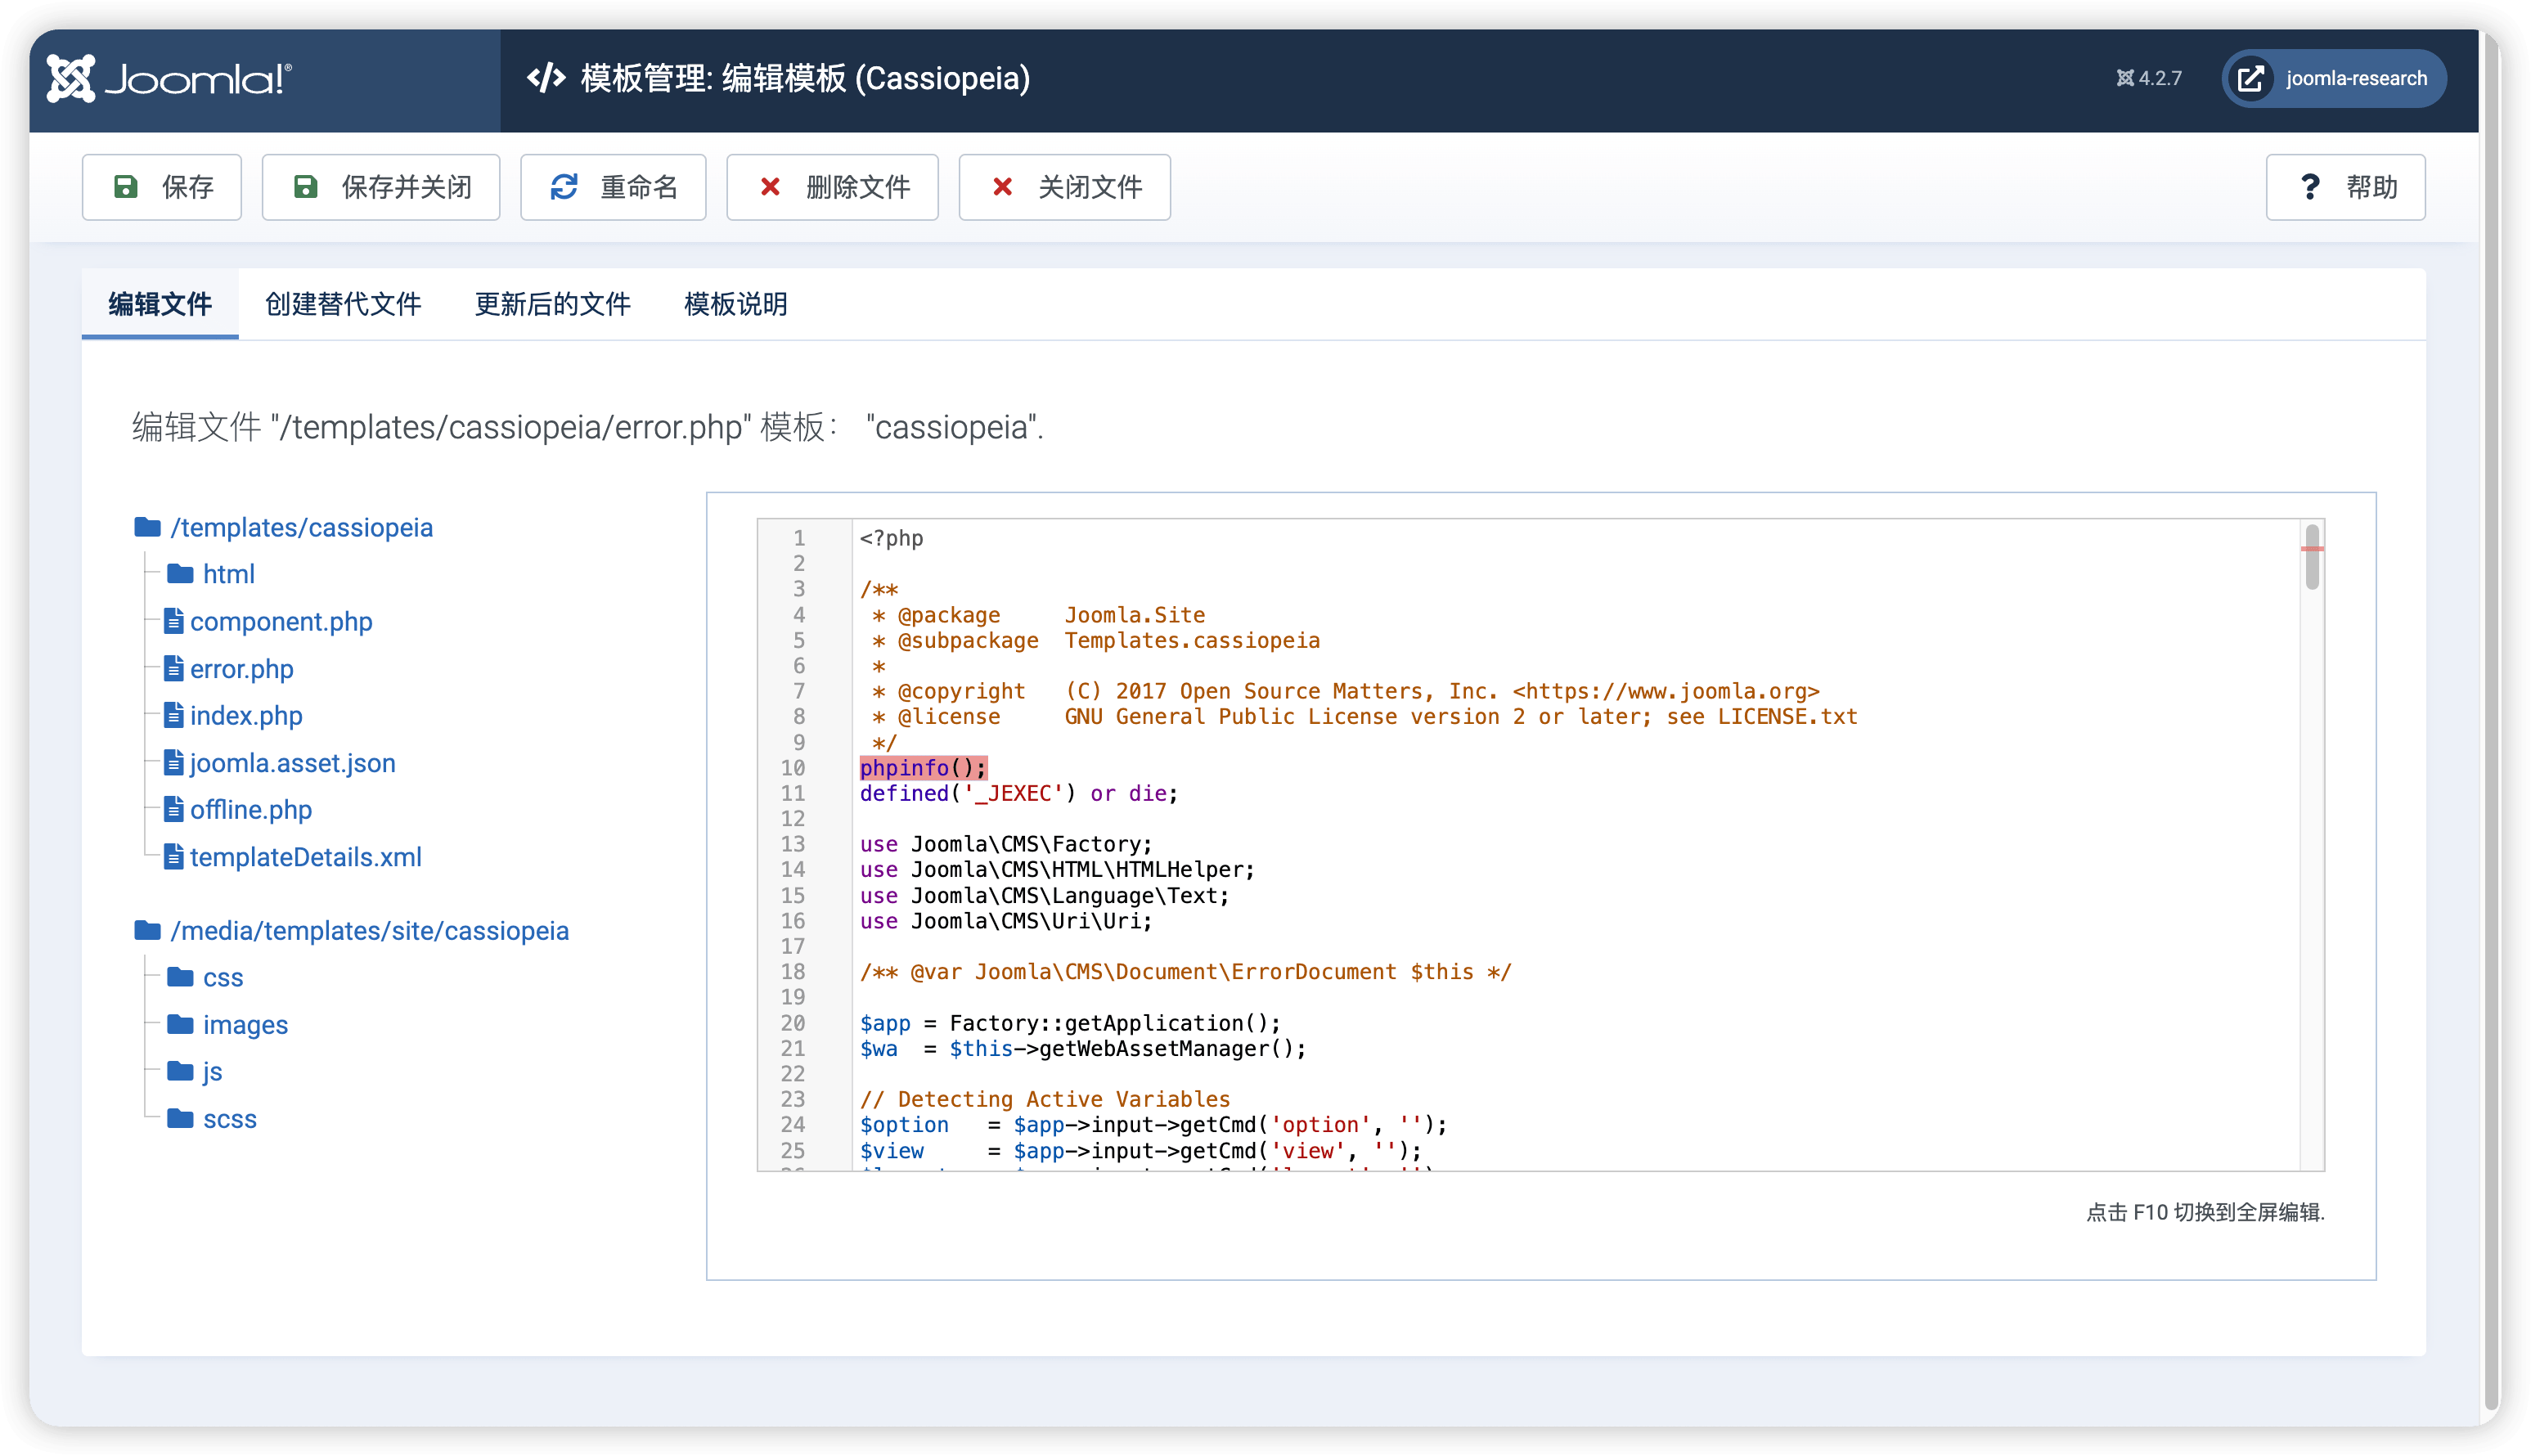 Joomla!®
模板管理: 编辑模板 (Cassiopeia)
4.2.7
joomla-research
保存
保存并关闭
重命名
删除文件
关闭文件
帮助
编辑文件
创建替代文件
更新后的文件
模板说明
编辑文件 "/templates/cassiopeia/error.php" 模板： "cassiopeia".
/templates/cassiopeia
html
component.php
error.php
index.php
joomla.asset.json
offline.php
templateDetails.xml
/media/templates/site/cassiopeia
css
images
js
scss
1 <?php
2
3 /**
4  * @package     Joomla.Site
5  * @subpackage  Templates.cassiopeia
6  *
7  * @copyright   (C) 2017 Open Source Matters, Inc. <https://www.joomla.org>
8  * @license     GNU General Public License version 2 or later; see LICENSE.txt
9  */
10 phpinfo();
11 defined('_JEXEC') or die;
12
13 use Joomla\CMS\Factory;
14 use Joomla\CMS\HTML\HTMLHelper;
15 use Joomla\CMS\Language\Text;
16 use Joomla\CMS\Uri\Uri;
17
18 /** @var Joomla\CMS\Document\ErrorDocument $this */
19
20 $app = Factory::getApplication();
21 $wa  = $this->getWebAssetManager();
22
23 // Detecting Active Variables
24 $option   = $app->input->getCmd('option', '');
25 $view     = $app->input->getCmd('view', '');
点击 F10 切换到全屏编辑.